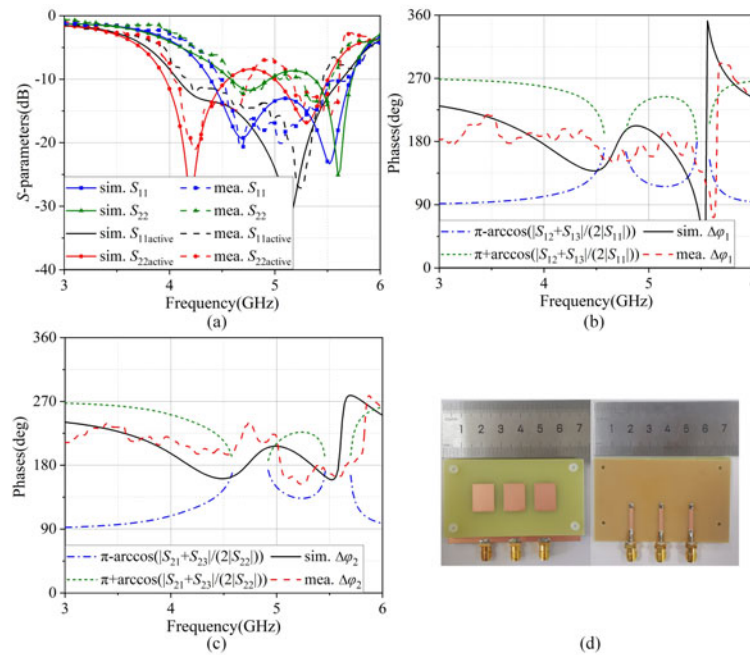 0
-10
-20
-30
-40
S-parameters(dB)
sim. S11 mea. S11
sim. S22 mea. S22
sim. S11active mea. S11active
sim. S22active mea. S22active
3 4 5 6
Frequency(GHz)
(a)
360
270
180
90
0
Phases(deg)
π-arccos(|S12+S13|/(2|S11|)) sim. Δφ1
π+arccos(|S12+S13|/(2|S11|)) mea. Δφ1
3 4 5 6
Frequency(GHz)
(b)
360
270
180
90
0
Phases(deg)
π-arccos(|S21+S23|/(2|S22|)) sim. Δφ2
π+arccos(|S21+S23|/(2|S22|)) mea. Δφ2
3 4 5 6
Frequency(GHz)
(c)
1 2 3 4 5 6 7
1 2 3 4 5 6 7
(d)